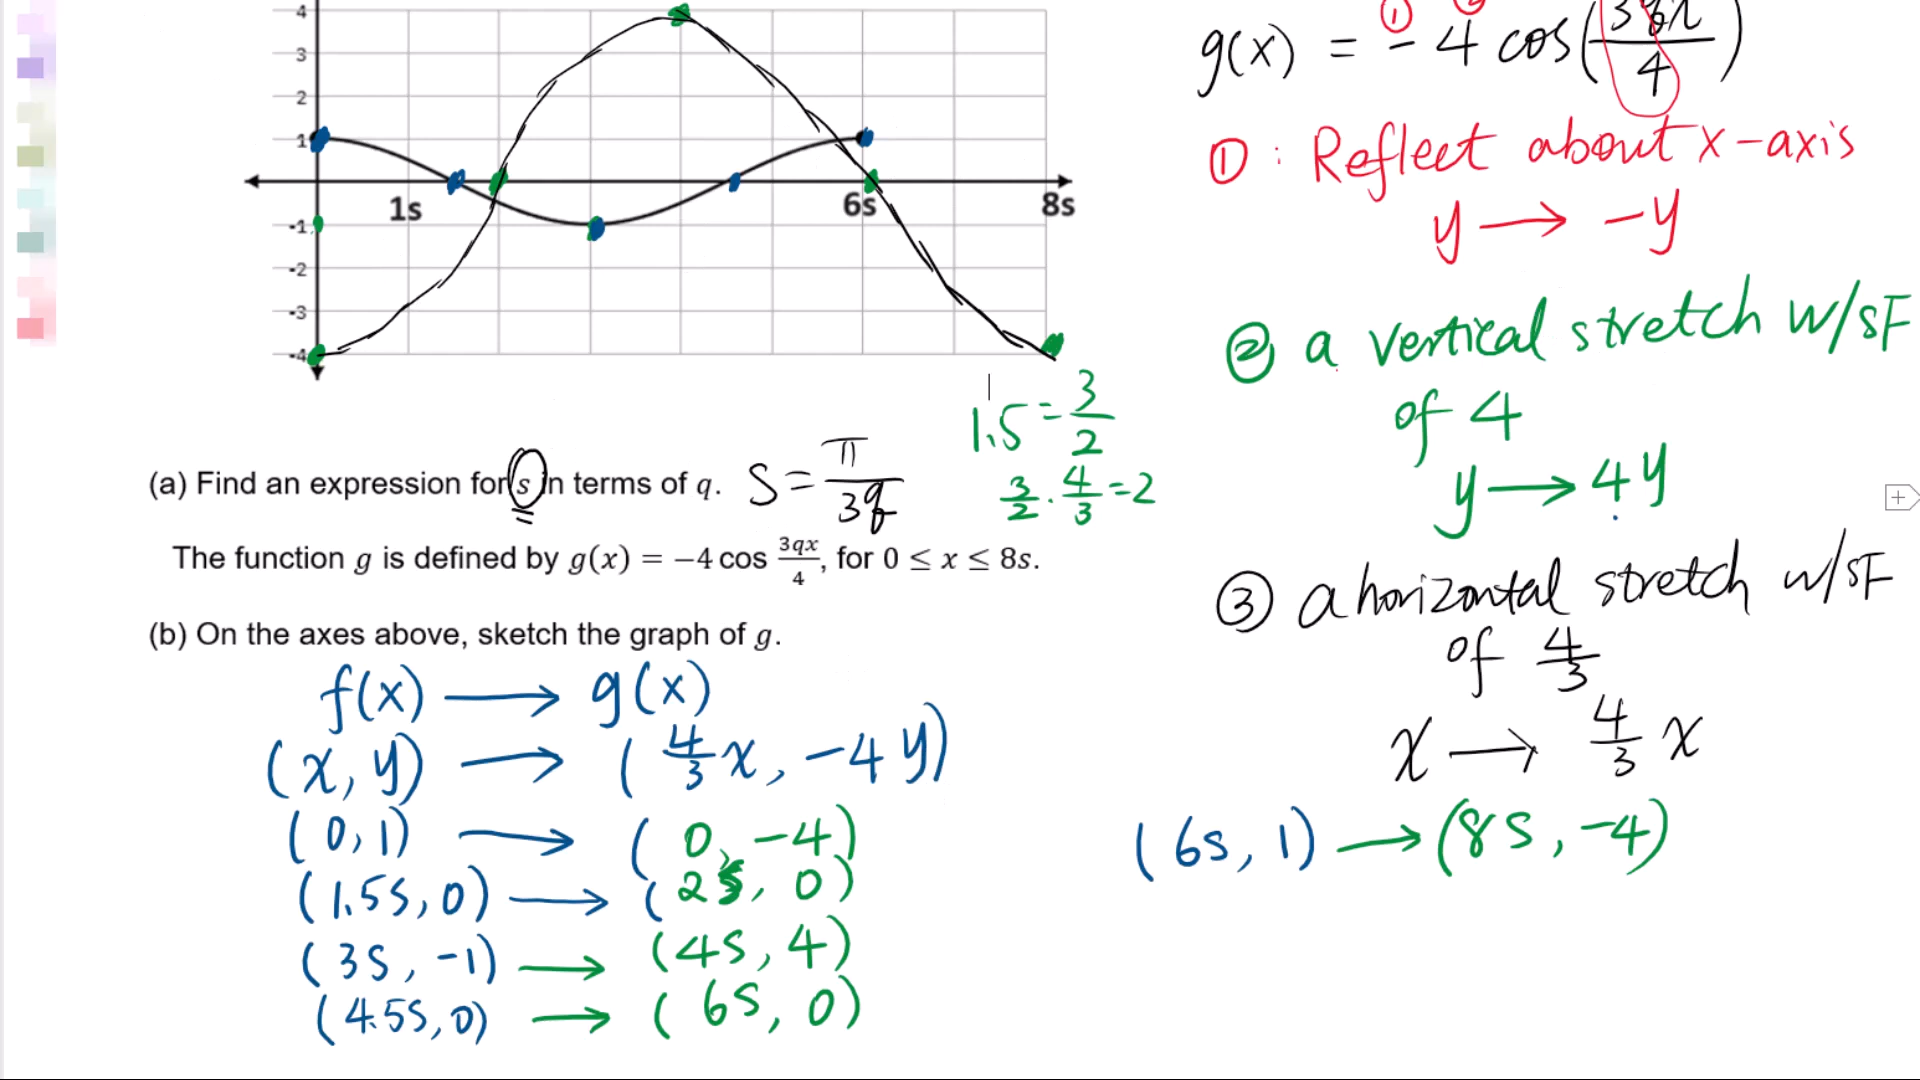 4
3
2
1
-1
-2
-3
-4
1s 6s 8s
g(x) = -4 cos(3qx/4)
① ②
① : Reflect about x-axis
y → -y
② a vertical stretch w/SF
of 4
y → 4y
③ a horizontal stretch w/SF
of 4/3
x → 4/3 x
1.5 = 3/2
3/2 · 4/3 = 2
(a) Find an expression for s in terms of q. S = π/3q
The function g is defined by g(x) = −4 cos 3qx/4, for 0 ≤ x ≤ 8s.
(b) On the axes above, sketch the graph of g.
f(x) → g(x)
(x, y) → (4/3 x, -4y)
(0, 1) → (0, -4)
(1.5s, 0) → (2s, 0)
(3s, -1) → (4s, 4)
(4.5s, 0) → (6s, 0)
(6s, 1) → (8s, -4)